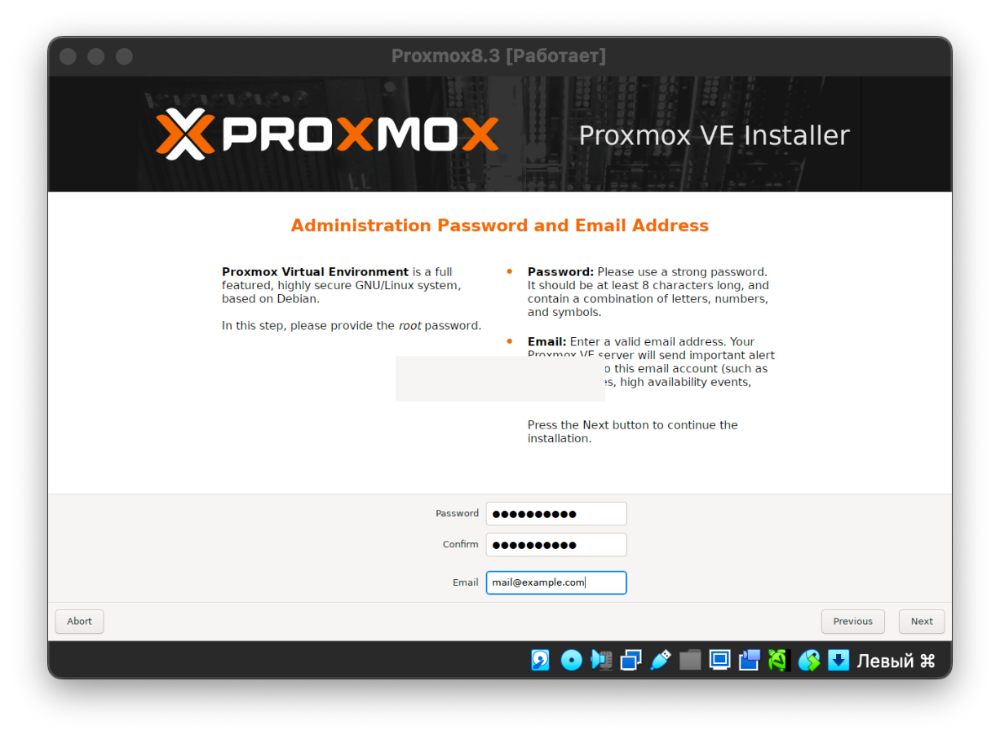 Proxmox8.3 [Работает]
PROXMOX
Proxmox VE Installer
Administration Password and Email Address
Proxmox Virtual Environment is a full
featured, highly secure GNU/Linux system,
based on Debian.
In this step, please provide the root password.
Password: Please use a strong password.
It should be at least 8 characters long, and
contain a combination of letters, numbers,
and symbols.
Email: Enter a valid email address. Your
Proxmox VE server will send important alert
to this email account (such as
high availability events,
Press the Next button to continue the
installation.
Password ●●●●●●●●●●
Confirm ●●●●●●●●●●
Email mail@example.com
Abort
Previous
Next
Левый ⌘